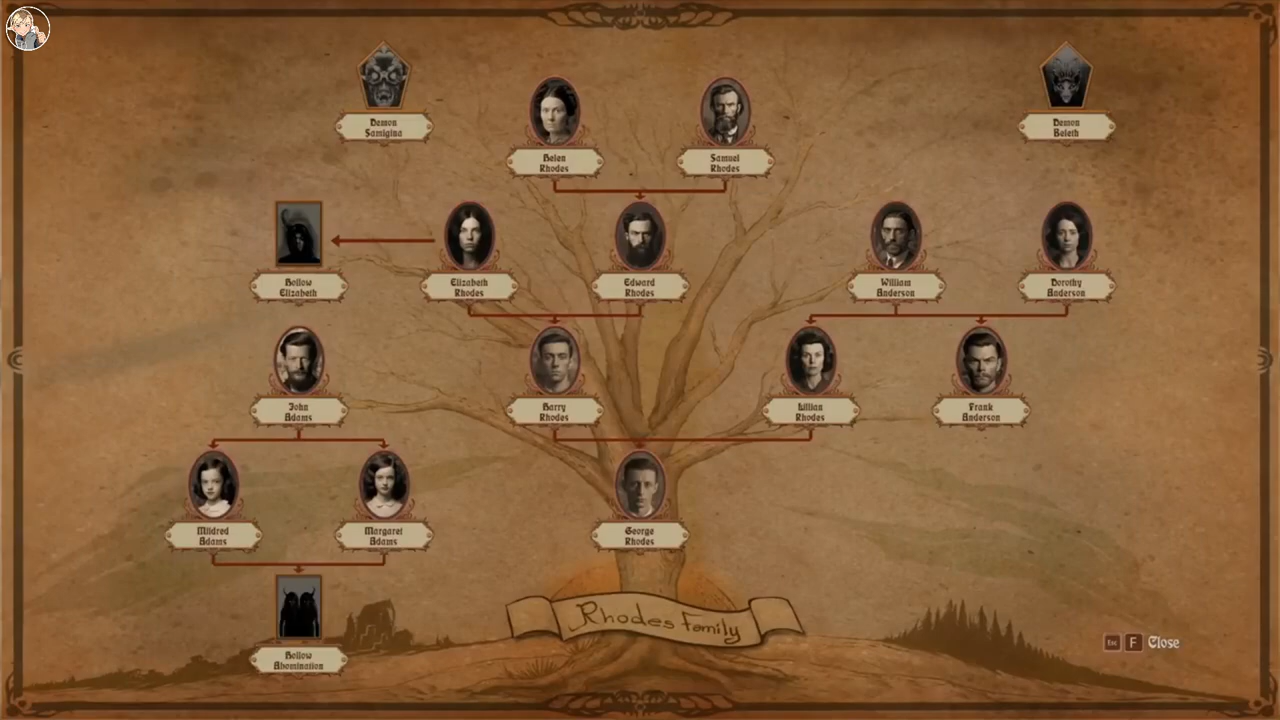 Demon
Samigina
Demon
Beleth
Helen
Rhodes
Samuel
Rhodes
Hollow
Elizabeth
Elizabeth
Rhodes
Edward
Rhodes
William
Anderson
Dorothy
Anderson
John
Adams
Harry
Rhodes
Lillian
Rhodes
Frank
Anderson
Mildred
Adams
Margaret
Adams
George
Rhodes
Hollow
Abomination
Rhodes Family
Esc F Close